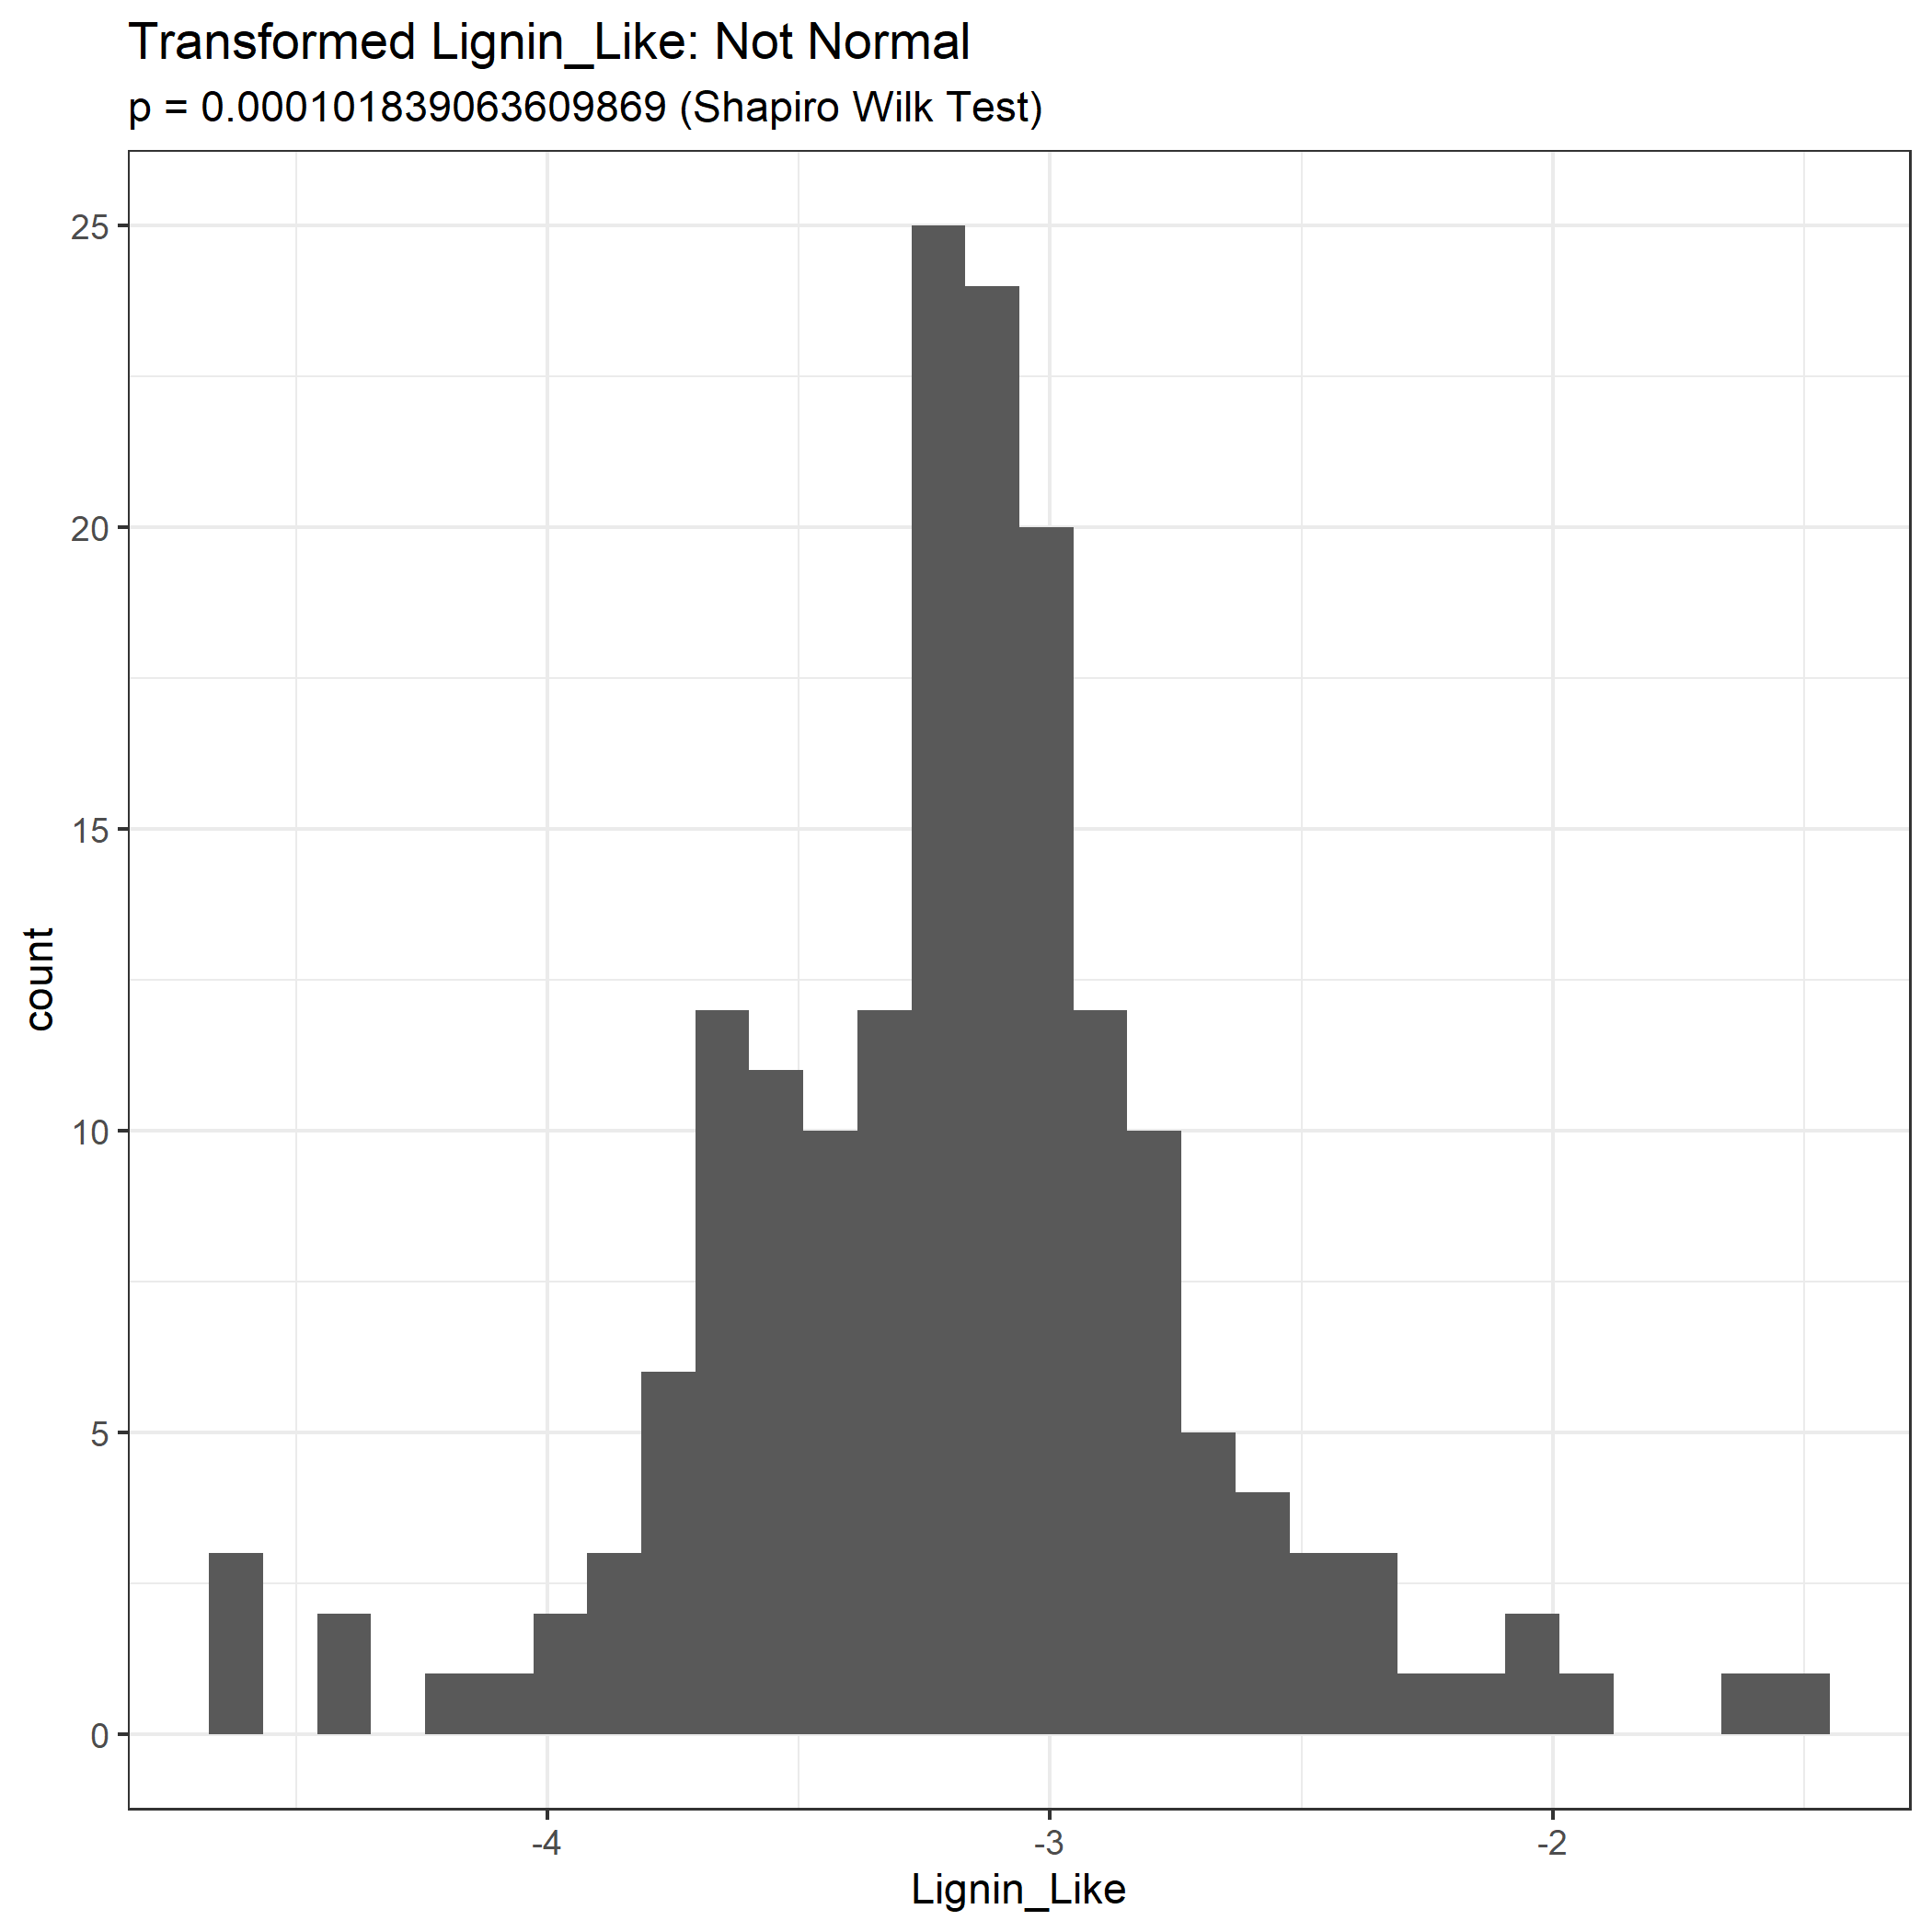 Transformed Lignin_Like: Not Normal
p = 0.000101839063609869 (Shapiro Wilk Test)
25
20
15
10
5
0
count
-4
-3
-2
Lignin_Like